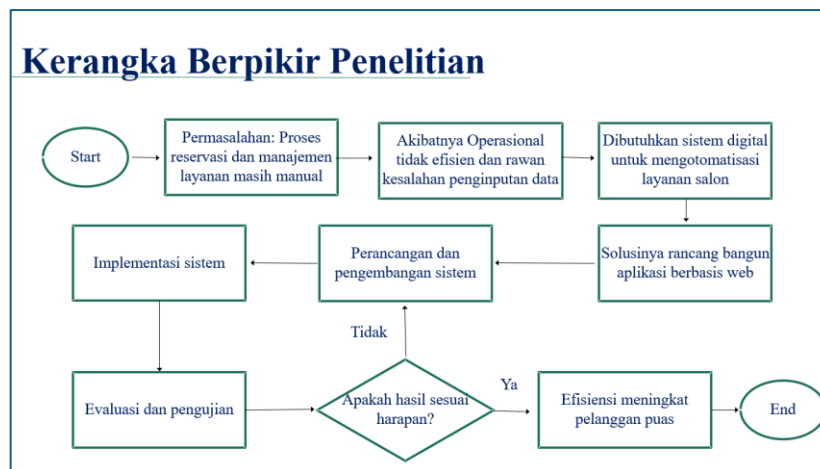 Kerangka Berpikir Penelitian
Start
Permasalahan: Proses
reservasi dan manajemen
layanan masih manual
Akibatnya Operasional
tidak efisien dan rawan
kesalahan penginputan data
Dibutuhkan sistem digital
untuk mengotomatisasi
layanan salon
Solusinya rancang bangun
aplikasi berbasis web
Perancangan dan
pengembangan sistem
Implementasi sistem
Evaluasi dan pengujian
Apakah hasil sesuai
harapan?
Tidak
Ya
Efisiensi meningkat
pelanggan puas
End